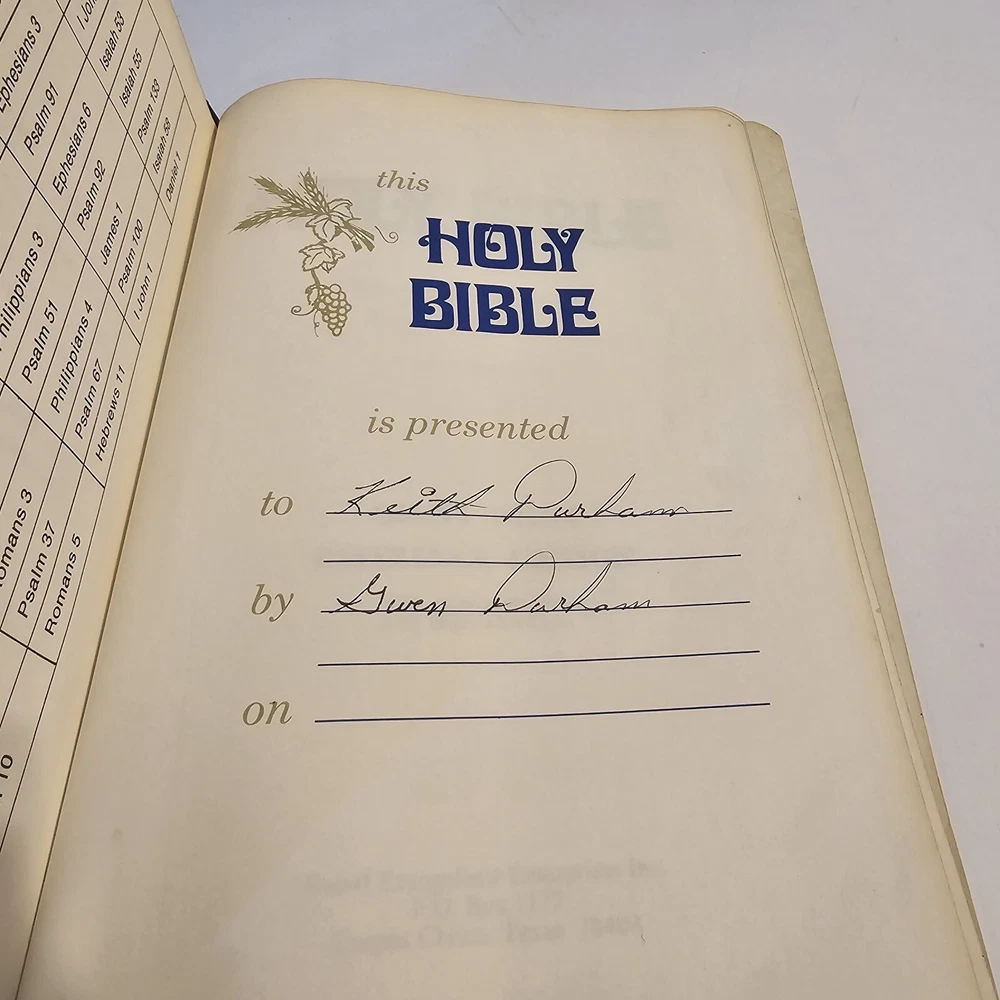 Ephesians 3
Psalm 91
Ephesians 6
Psalm 92
James 1
Psalm 100
I John 1
Isaiah 53
Isaiah 55
Psalm 133
Isaiah 58
Daniel 1
Philippians 3
Psalm 51
Philippians 4
Psalm 67
Hebrews 11
Romans 3
Psalm 37
Romans 5
this
HOLY
BIBLE
is presented
to Keith Durham
by Gwen Durham
on